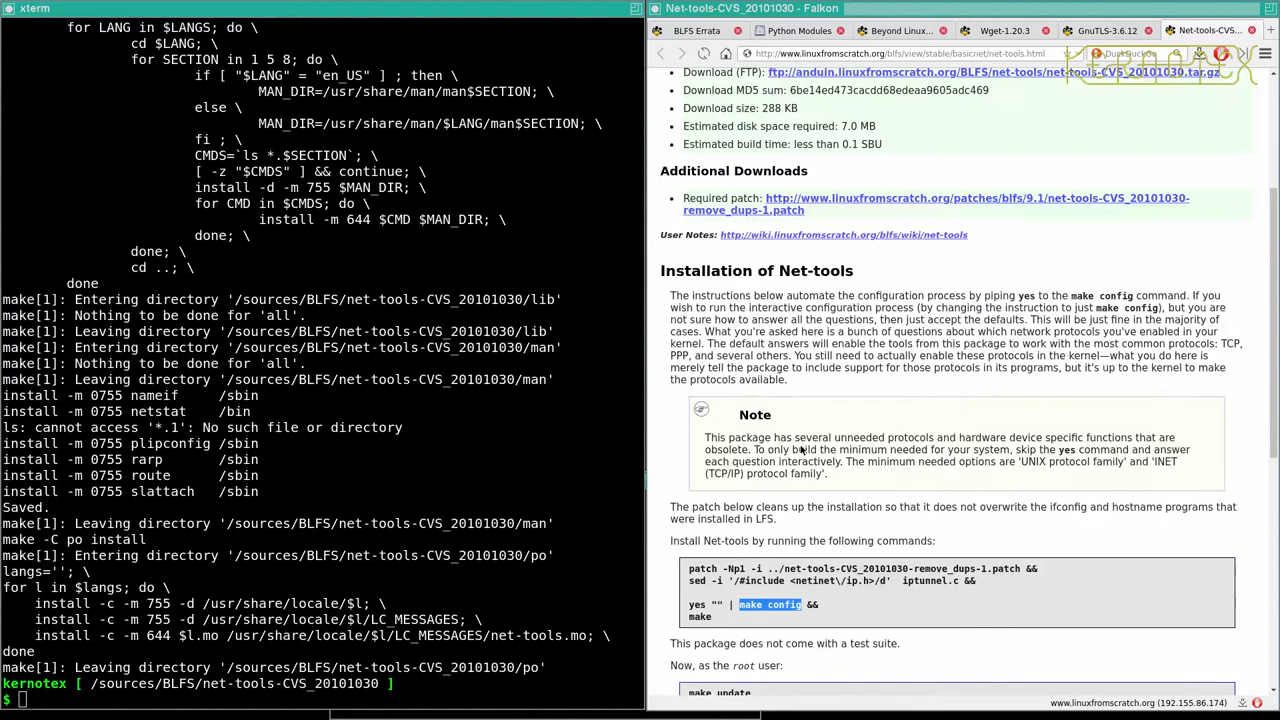 xterm
for LANG in $LANGS; do \
cd $LANG; \
for SECTION in 1 5 8; do \
if [ "$LANG" = "en_US" ] ; then \
MAN_DIR=/usr/share/man/man$SECTION; \
else \
MAN_DIR=/usr/share/man/$LANG/man$SECTION; \
fi ; \
CMDS=`ls *.$SECTION`; \
[ -z "$CMDS" ] && continue; \
install -d -m 755 $MAN_DIR; \
for CMD in $CMDS; do \
install -m 644 $CMD $MAN_DIR; \
done; \
done; \
cd ..; \
done
make[1]: Entering directory '/sources/BLFS/net-tools-CVS_20101030/lib'
make[1]: Nothing to be done for 'all'.
make[1]: Leaving directory '/sources/BLFS/net-tools-CVS_20101030/lib'
make[1]: Entering directory '/sources/BLFS/net-tools-CVS_20101030/man'
make[1]: Nothing to be done for 'all'.
make[1]: Leaving directory '/sources/BLFS/net-tools-CVS_20101030/man'
install -m 0755 nameif     /sbin
install -m 0755 netstat    /bin
ls: cannot access '*.1': No such file or directory
install -m 0755 plipconfig /sbin
install -m 0755 rarp       /sbin
install -m 0755 route      /sbin
install -m 0755 slattach   /sbin
Saved.
make[1]: Leaving directory '/sources/BLFS/net-tools-CVS_20101030/man'
make -C po install
make[1]: Entering directory '/sources/BLFS/net-tools-CVS_20101030/po'
langs=''; \
for l in $langs; do \
install -c -m 755 -d /usr/share/locale/$l; \
install -c -m 755 -d /usr/share/locale/$l/LC_MESSAGES; \
install -c -m 644 $l.mo /usr/share/locale/$l/LC_MESSAGES/net-tools.mo; \
done
make[1]: Leaving directory '/sources/BLFS/net-tools-CVS_20101030/po'
kernotex [ /sources/BLFS/net-tools-CVS_20101030 ]
$
Net-tools-CVS_20101030 - Falkon
BLFS Errata
Python Modules
Beyond Linux...
Wget-1.20.3
GnuTLS-3.6.12
Net-tools-CVS...
http://www.linuxfromscratch.org/blfs/view/stable/basicnet/net-tools.html
DuckDuckGo
KERNOTEX
Download (FTP): ftp://anduin.linuxfromscratch.org/BLFS/net-tools/net-tools-CVS_20101030.tar.gz
Download MD5 sum: 6be14ed473cacdd68edeaa9605adc469
Download size: 288 KB
Estimated disk space required: 7.0 MB
Estimated build time: less than 0.1 SBU
Additional Downloads
Required patch: http://www.linuxfromscratch.org/patches/blfs/9.1/net-tools-CVS_20101030-
remove_dups-1.patch
User Notes: http://wiki.linuxfromscratch.org/blfs/wiki/net-tools
Installation of Net-tools
The instructions below automate the configuration process by piping yes to the make config command. If you
wish to run the interactive configuration process (by changing the instruction to just make config), but you are
not sure how to answer all the questions, then just accept the defaults. This will be just fine in the majority of
cases. What you're asked here is a bunch of questions about which network protocols you've enabled in your
kernel. The default answers will enable the tools from this package to work with the most common protocols: TCP,
PPP, and several others. You still need to actually enable these protocols in the kernel—what you do here is
merely tell the package to include support for those protocols in its programs, but it's up to the kernel to make
the protocols available.
Note
This package has several unneeded protocols and hardware device specific functions that are
obsolete. To only build the minimum needed for your system, skip the yes command and answer
each question interactively. The minimum needed options are 'UNIX protocol family' and 'INET
(TCP/IP) protocol family'.
The patch below cleans up the installation so that it does not overwrite the ifconfig and hostname programs that
were installed in LFS.
Install Net-tools by running the following commands:
patch -Np1 -i ../net-tools-CVS_20101030-remove_dups-1.patch &&
sed -i '/#include <netinet\/ip.h>/d'  iptunnel.c &&
yes "" | make config &&
make
This package does not come with a test suite.
Now, as the root user:
make update
www.linuxfromscratch.org (192.155.86.174)